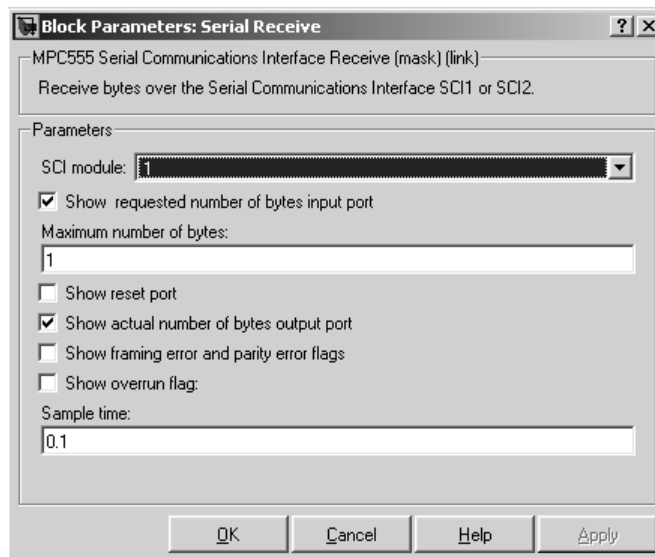 Block Parameters: Serial Receive
MPC555 Serial Communications Interface Receive (mask) (link)
Receive bytes over the Serial Communications Interface SCI1 or SCI2.
Parameters
SCI module: 1
Show requested number of bytes input port
Maximum number of bytes:
1
Show reset port
Show actual number of bytes output port
Show framing error and parity error flags
Show overrun flag:
Sample time:
0.1
OK Cancel Help Apply